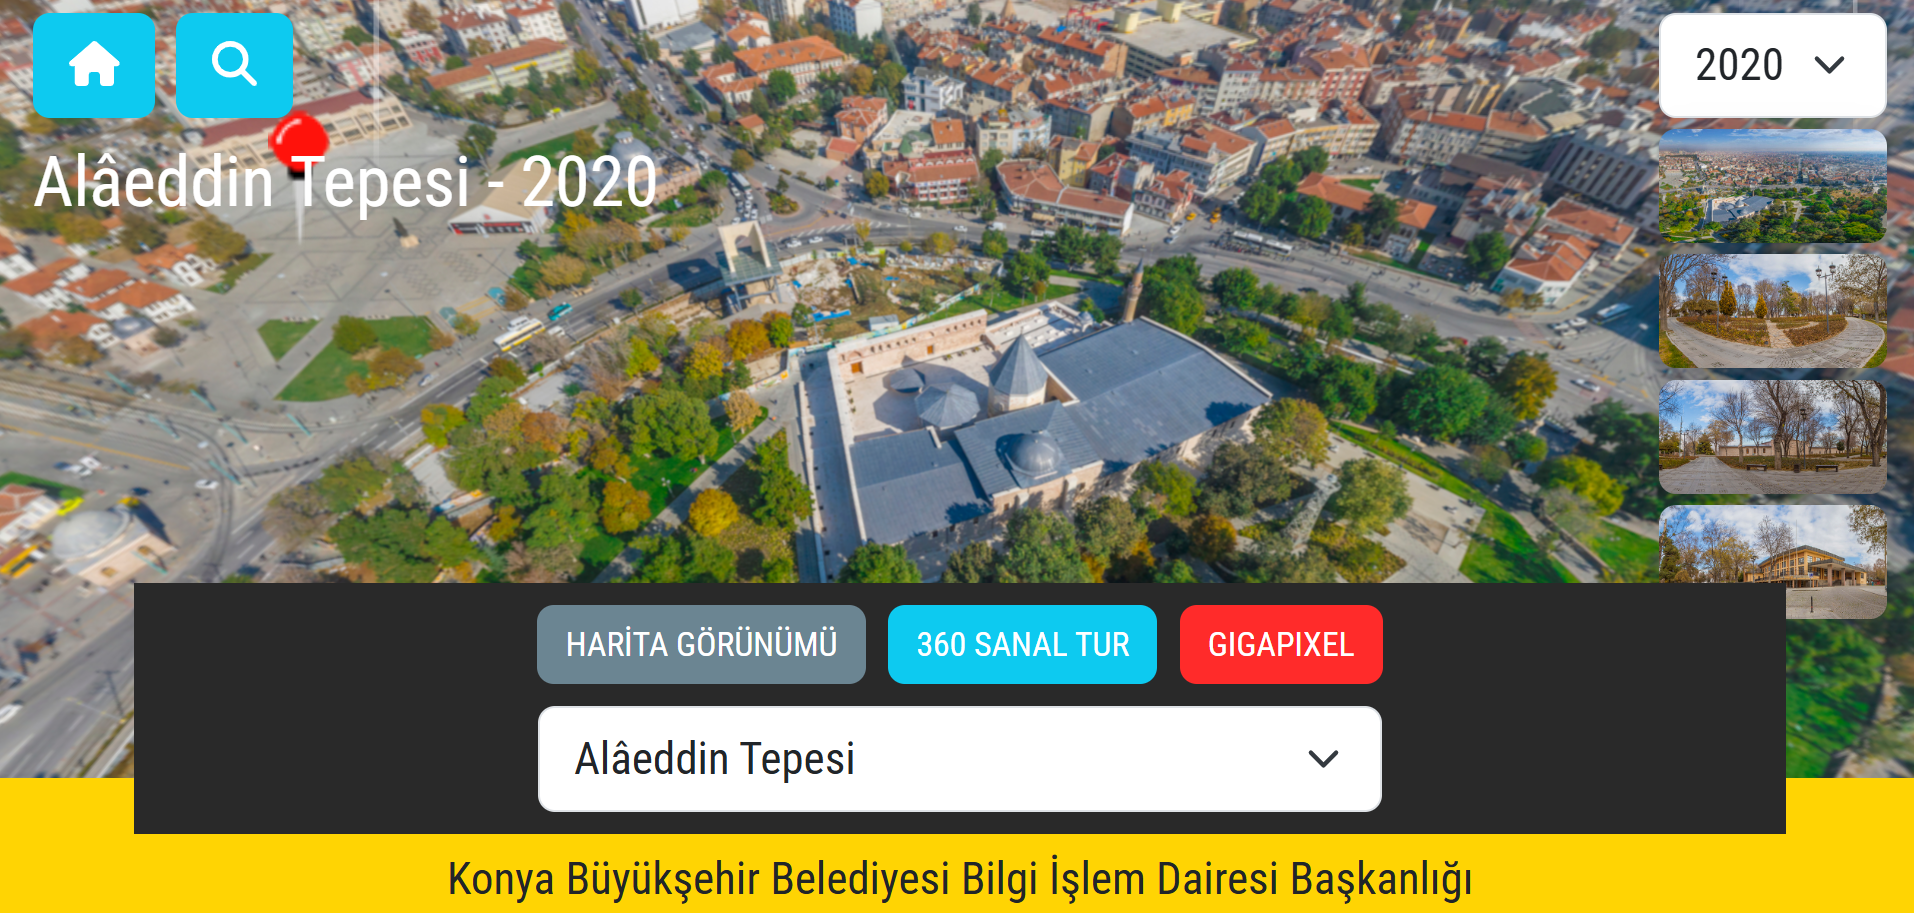 2020
Alâeddin Tepesi - 2020
HARİTA GÖRÜNÜMÜ
360 SANAL TUR
GIGAPIXEL
Alâeddin Tepesi
Konya Büyükşehir Belediyesi Bilgi İşlem Dairesi Başkanlığı